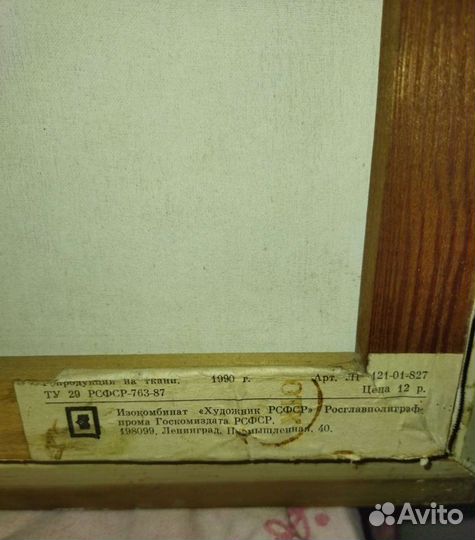 Репродукция на ткани. 1990 г. Арт. Л1 121-01-827
ТУ 29 РСФСР-763-87 Цена 12 р.
Изокомбинат «Художник РСФСР» Росглавполиграф-
прома Госкомиздата РСФСР.
198099, Ленинград, Промышленная, 40.
Avito